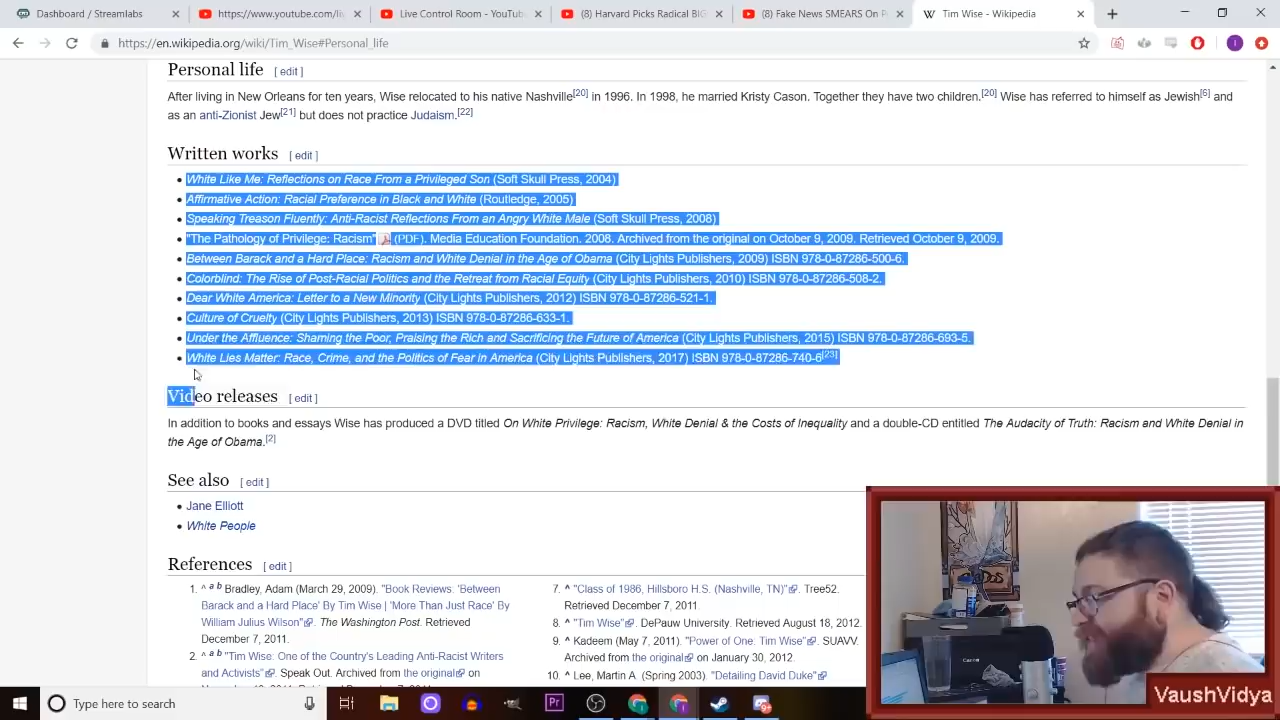 Dashboard / Streamlabs
https://www.youtube.com/li
Live Control Room - YouTub
(8) Harvard Picks Radical BIG
(8) Fake News SMEARS On P
Tim Wise - Wikipedia
https://en.wikipedia.org/wiki/Tim_Wise#Personal_life
Personal life [ edit ]
After living in New Orleans for ten years, Wise relocated to his native Nashville[20] in 1996. In 1998, he married Kristy Cason. Together they have two children.[20] Wise has referred to himself as Jewish[6] and
as an anti-Zionist Jew[21] but does not practice Judaism.[22]
Written works [ edit ]
• White Like Me: Reflections on Race From a Privileged Son (Soft Skull Press, 2004)
• Affirmative Action: Racial Preference in Black and White (Routledge, 2005)
• Speaking Treason Fluently: Anti-Racist Reflections From an Angry White Male (Soft Skull Press, 2008)
• "The Pathology of Privilege: Racism" (PDF). Media Education Foundation. 2008. Archived from the original on October 9, 2009. Retrieved October 9, 2009.
• Between Barack and a Hard Place: Racism and White Denial in the Age of Obama (City Lights Publishers, 2009) ISBN 978-0-87286-500-6.
• Colorblind: The Rise of Post-Racial Politics and the Retreat from Racial Equity (City Lights Publishers, 2010) ISBN 978-0-87286-508-2.
• Dear White America: Letter to a New Minority (City Lights Publishers, 2012) ISBN 978-0-87286-521-1.
• Culture of Cruelty (City Lights Publishers, 2013) ISBN 978-0-87286-633-1.
• Under the Affluence: Shaming the Poor, Praising the Rich and Sacrificing the Future of America (City Lights Publishers, 2015) ISBN 978-0-87286-693-5.
• White Lies Matter: Race, Crime, and the Politics of Fear in America (City Lights Publishers, 2017) ISBN 978-0-87286-740-6[23]
Video releases [ edit ]
In addition to books and essays Wise has produced a DVD titled On White Privilege: Racism, White Denial & the Costs of Inequality and a double-CD entitled The Audacity of Truth: Racism and White Denial in
the Age of Obama.[2]
See also [ edit ]
• Jane Elliott
• White People
References [ edit ]
1. ^ a b Bradley, Adam (March 29, 2009). "Book Reviews: 'Between
Barack and a Hard Place' By Tim Wise | 'More Than Just Race' By
William Julius Wilson". The Washington Post. Retrieved
December 7, 2011.
2. ^ a b "Tim Wise: One of the Country's Leading Anti-Racist Writers
and Activists". Speak Out. Archived from the original on
7. ^ "Class of 1986, Hillsboro H.S. (Nashville, TN)". Tree52.
Retrieved December 7, 2011.
8. ^ "Tim Wise". DePauw University. Retrieved August 18, 2012.
9. ^ Kadeem (May 7, 2011). "Power of One: Tim Wise". SUAVV.
Archived from the original on January 30, 2012.
10. ^ Lee, Martin A. (Spring 2003). "Detailing David Duke"
VaushVidya
Type here to search